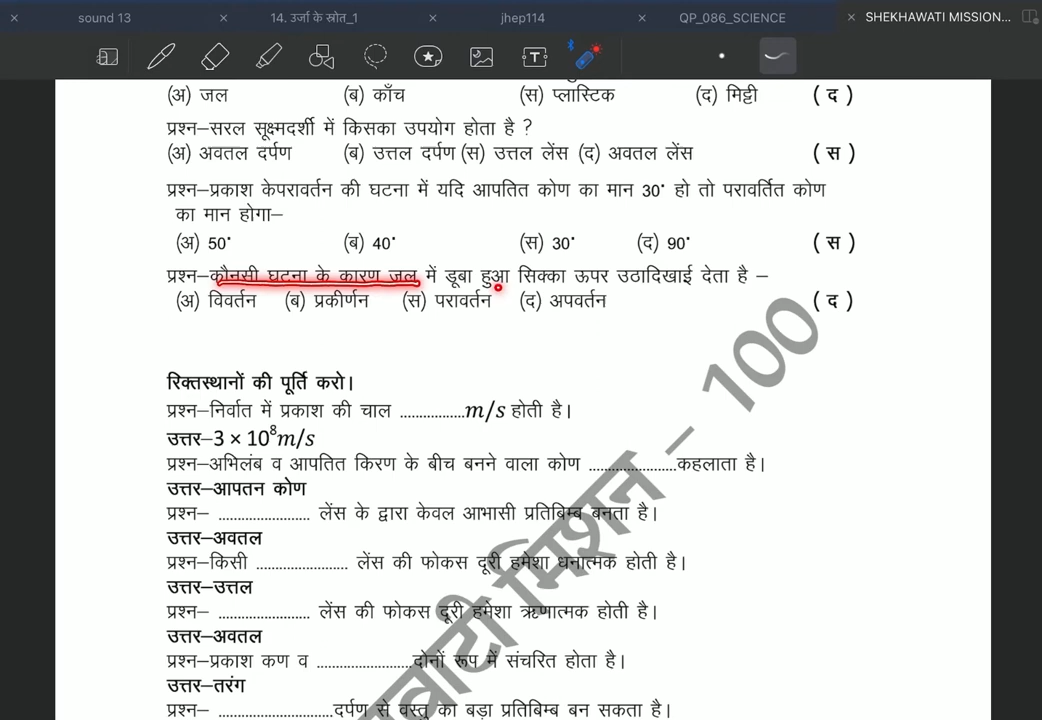 sound 13 14. उर्जा के स्रोत_1 jhep114 QP_086_SCIENCE SHEKHAWATI MISSION...
(अ) जल (ब) काँच (स) प्लास्टिक (द) मिट्टी (द)
प्रश्न–सरल सूक्ष्मदर्शी में किसका उपयोग होता है ?
(अ) अवतल दर्पण (ब) उत्तल दर्पण (स) उत्तल लेंस (द) अवतल लेंस (स)
प्रश्न–प्रकाश केपरावर्तन की घटना में यदि आपतित कोण का मान 30° हो तो परावर्तित कोण
का मान होगा–
(अ) 50° (ब) 40° (स) 30° (द) 90° (स)
प्रश्न–कौनसी घटना के कारण जल में डूबा हुआ सिक्का ऊपर उठादिखाई देता है –
(अ) विवर्तन (ब) प्रकीर्णन (स) परावर्तन (द) अपवर्तन (द)
रिक्तस्थानों की पूर्ति करो।
प्रश्न–निर्वात में प्रकाश की चाल .................m/s होती है।
उत्तर–3 × 10⁸m/s
प्रश्न–अभिलंब व आपतित किरण के बीच बनने वाला कोण ......................कहलाता है।
उत्तर–आपतन कोण
प्रश्न– ....................... लेंस के द्वारा केवल आभासी प्रतिबिम्ब बनता है।
उत्तर–अवतल
प्रश्न–किसी ....................... लेंस की फोकस दूरी हमेशा धनात्मक होती है।
उत्तर–उत्तल
प्रश्न– ....................... लेंस की फोकस दूरी हमेशा ऋणात्मक होती है।
उत्तर–अवतल
प्रश्न–प्रकाश कण व ........................दोनों रूप में संचरित होता है।
उत्तर–तरंग
प्रश्न– .............................दर्पण से वस्तु का बड़ा प्रतिबिम्ब बन सकता है।
मिशन – 100